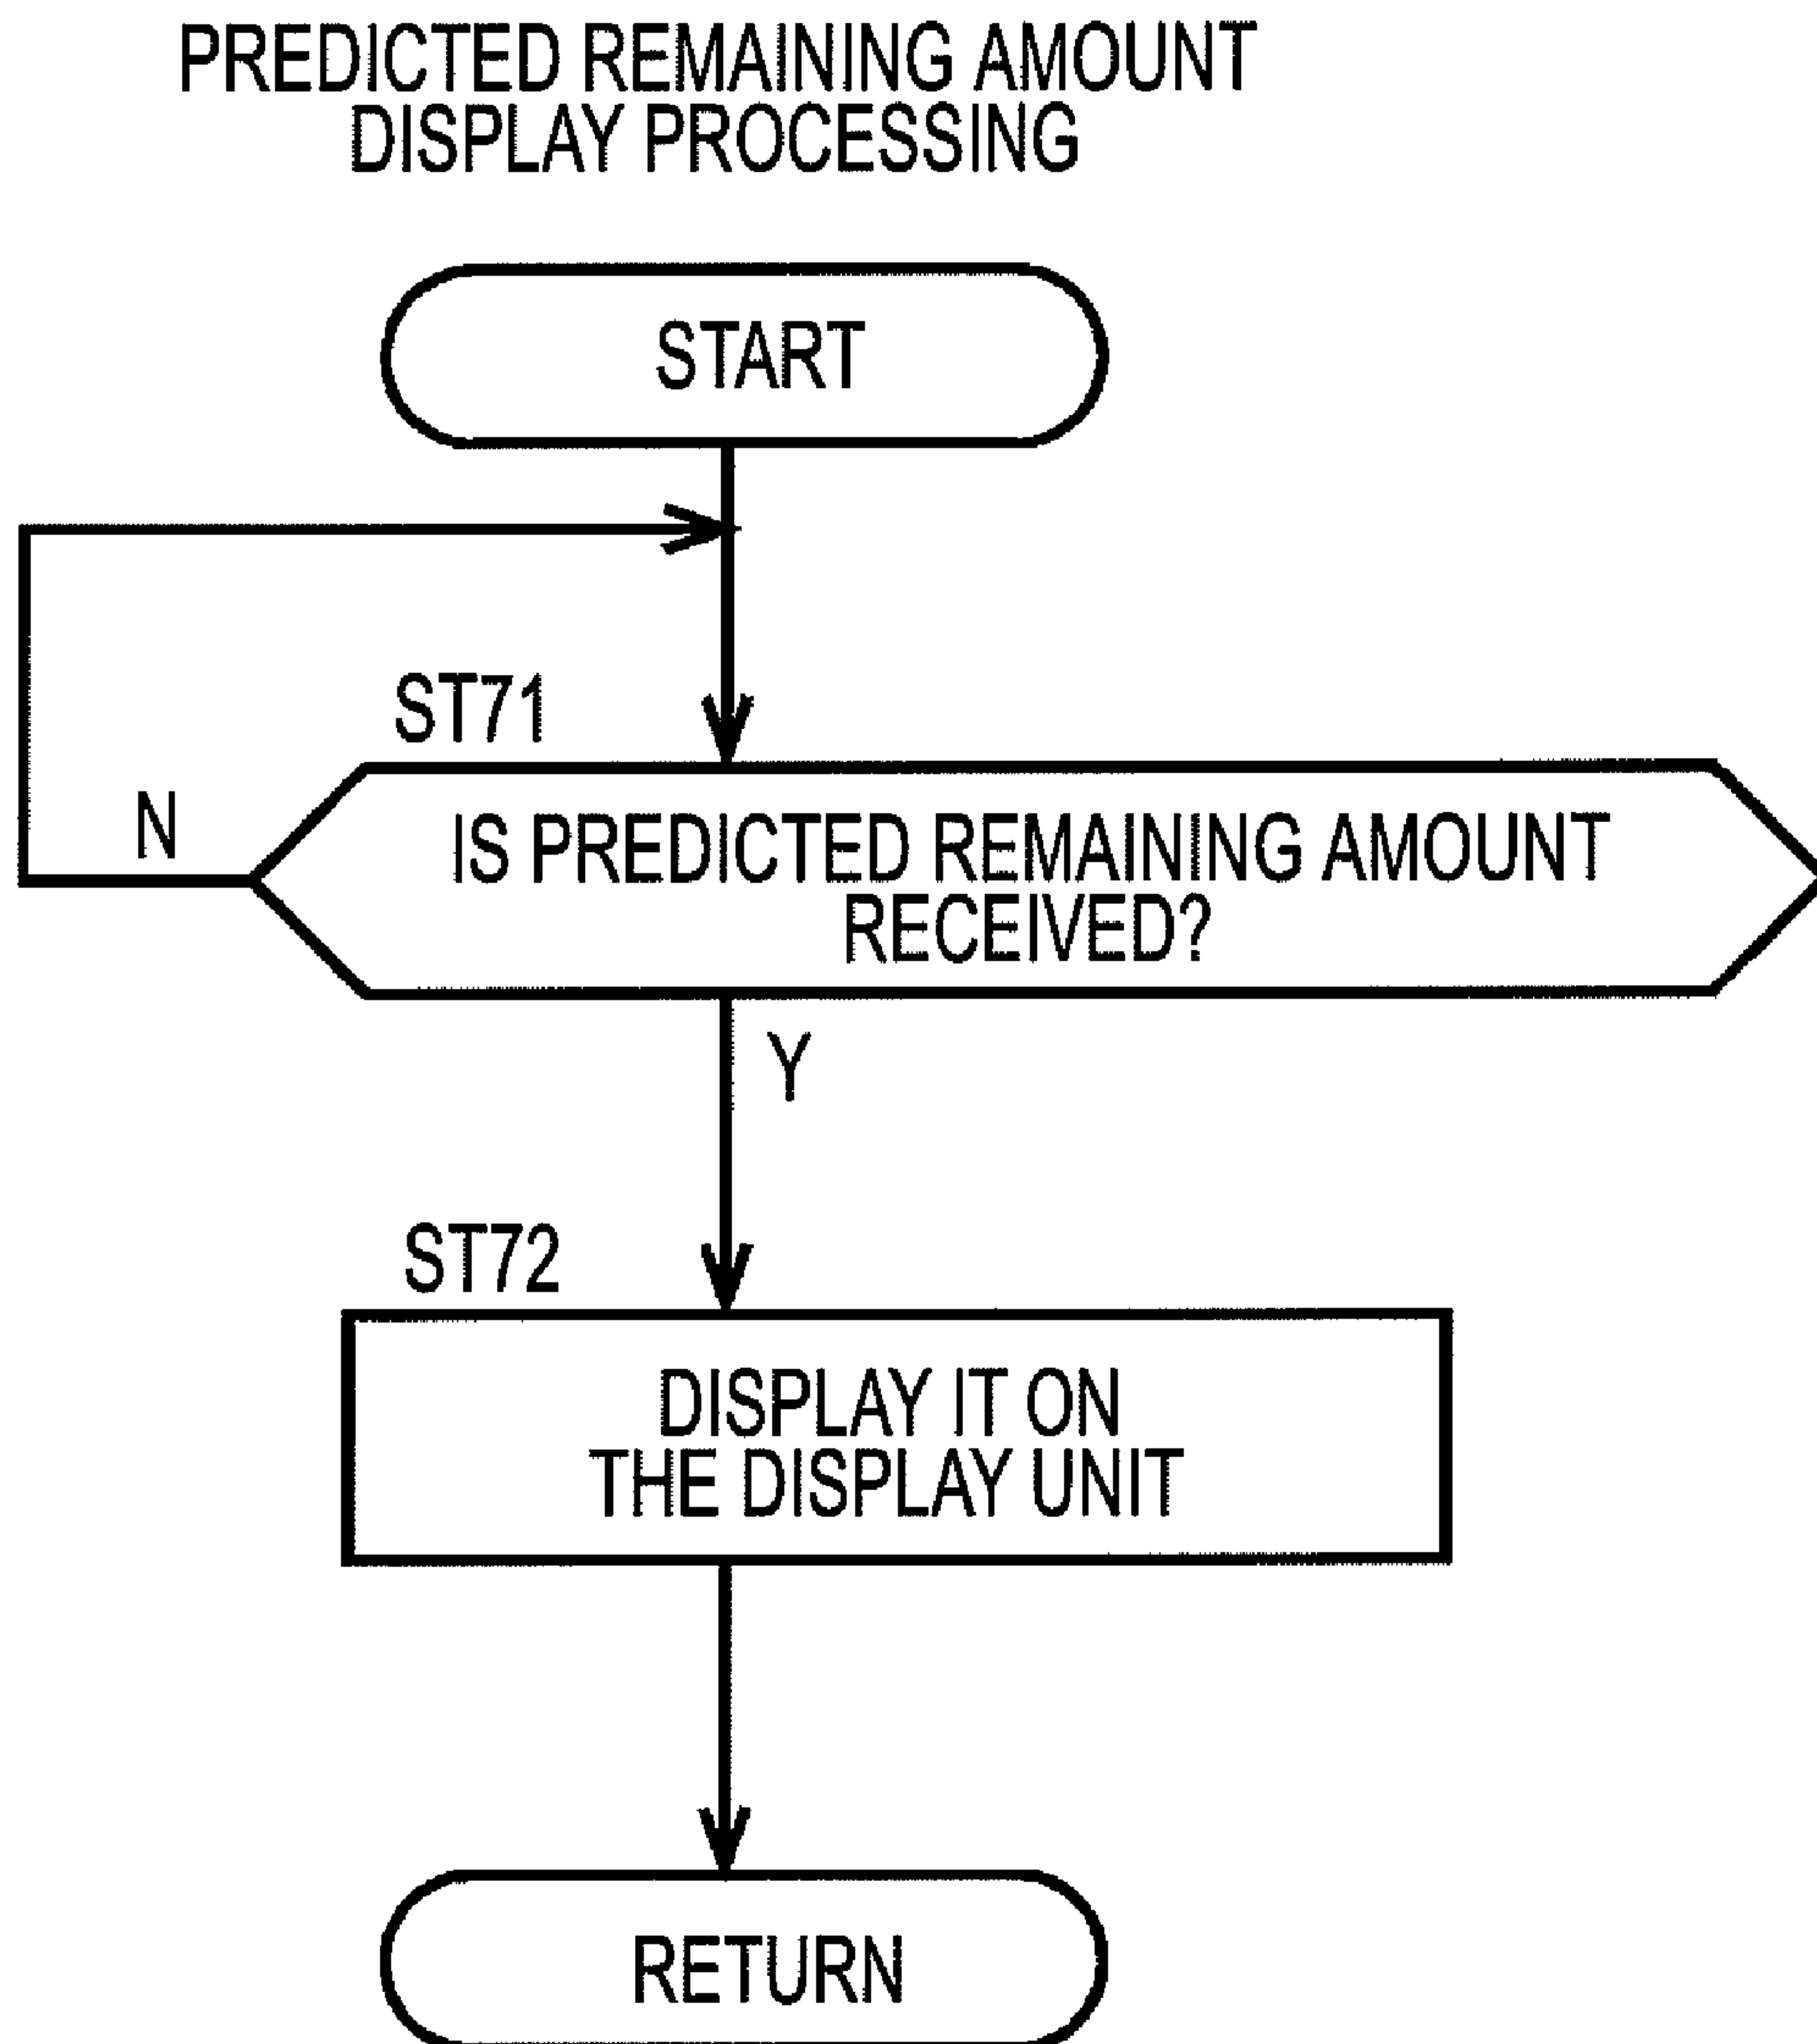 PREDICTED REMAINING AMOUNT
DISPLAY PROCESSING
START
ST71
N
IS PREDICTED REMAINING AMOUNT
RECEIVED?
Y
ST72
DISPLAY IT ON
THE DISPLAY UNIT
RETURN